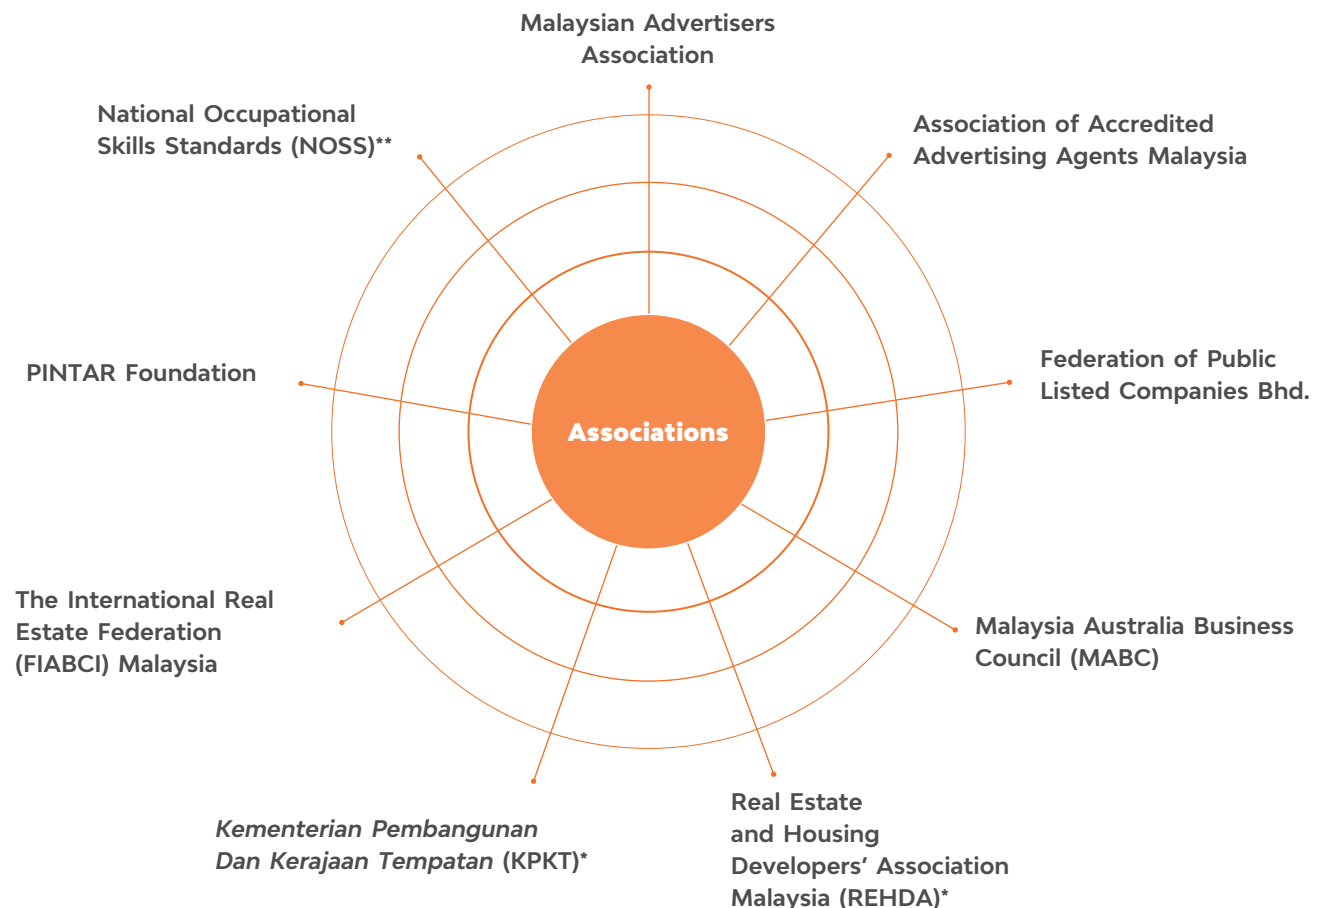 Malaysian Advertisers
Association
National Occupational
Skills Standards (NOSS)**
Association of Accredited
Advertising Agents Malaysia
PINTAR Foundation
Federation of Public
Listed Companies Bhd.
Associations
The International Real
Estate Federation
(FIABCI) Malaysia
Malaysia Australia Business
Council (MABC)
Kementerian Pembangunan
Dan Kerajaan Tempatan (KPKT)*
Real Estate
and Housing
Developers’ Association
Malaysia (REHDA)*